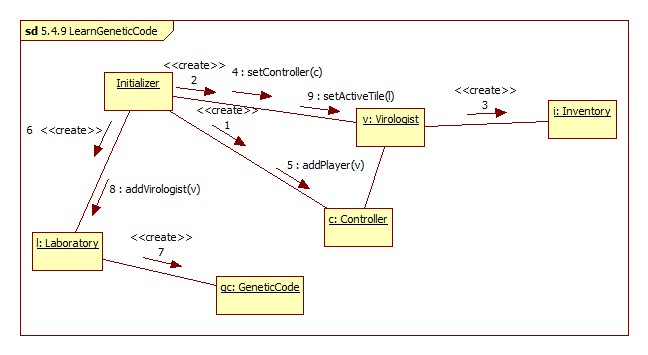 sd 5.4.9 LearnGeneticCode
<<create>>
2
4 : setController(c)
Initializer
9 : setActiveTile(l)
<<create>>
3
<<create>>
1
v: Virologist
i: Inventory
6 <<create>>
5 : addPlayer(v)
8 : addVirologist(v)
c: Controller
l: Laboratory
<<create>>
7
gc: GeneticCode